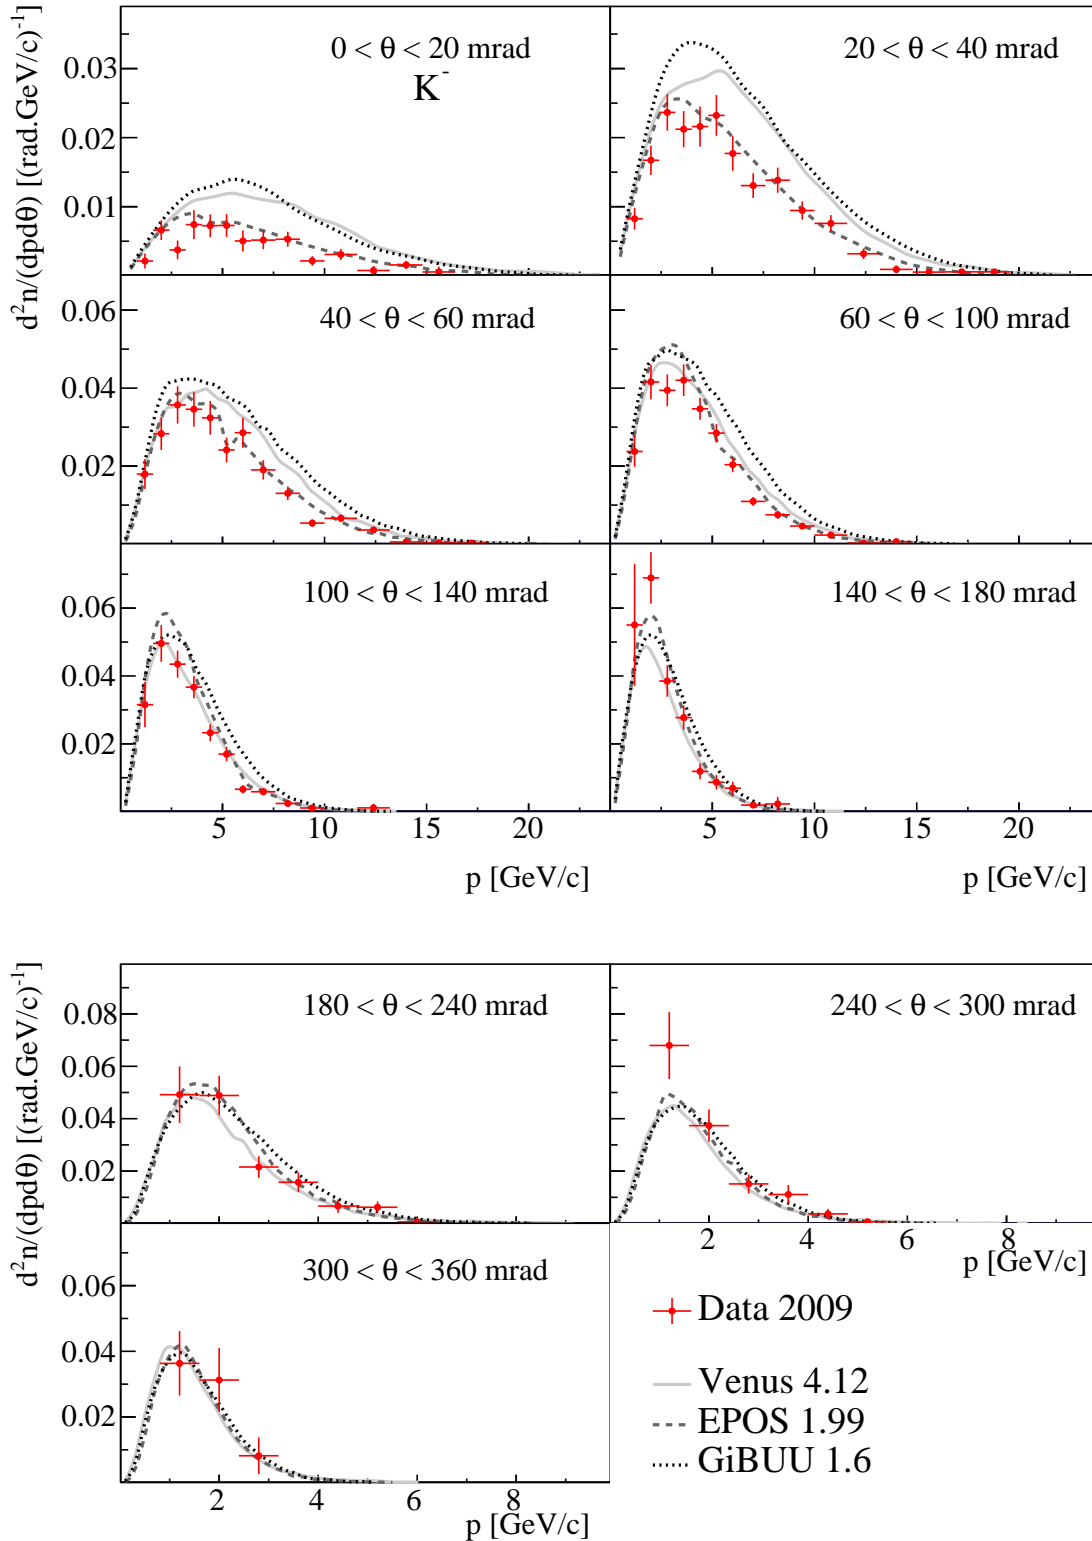 0 < θ < 20 mrad
K⁻
20 < θ < 40 mrad
d²n/(dpdθ) [(rad.GeV/c)⁻¹]
0.03
0.02
0.01
40 < θ < 60 mrad
60 < θ < 100 mrad
0.06
0.04
0.02
100 < θ < 140 mrad
140 < θ < 180 mrad
0.06
0.04
0.02
5 10 15 20
5 10 15 20
p [GeV/c]
p [GeV/c]
180 < θ < 240 mrad
240 < θ < 300 mrad
d²n/(dpdθ) [(rad.GeV/c)⁻¹]
0.08
0.06
0.04
0.02
2 4 6 8
p [GeV/c]
300 < θ < 360 mrad
0.06
0.04
0.02
2 4 6 8
p [GeV/c]
Data 2009
Venus 4.12
EPOS 1.99
GiBUU 1.6